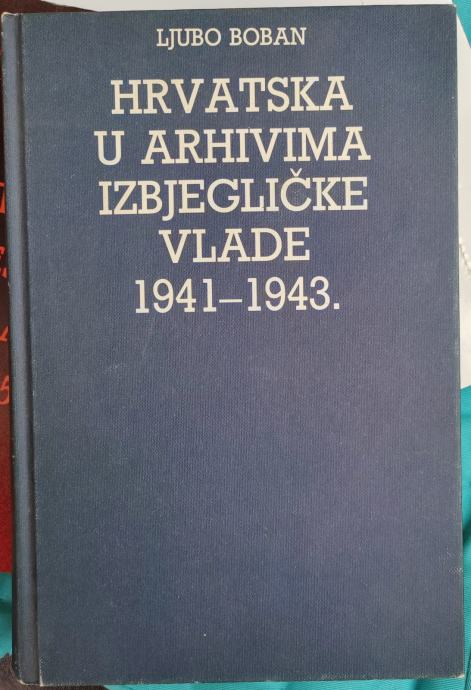 LJUBO BOBAN
HRVATSKA
U ARHIVIMA
IZBJEGLIČKE
VLADE
1941–1943.